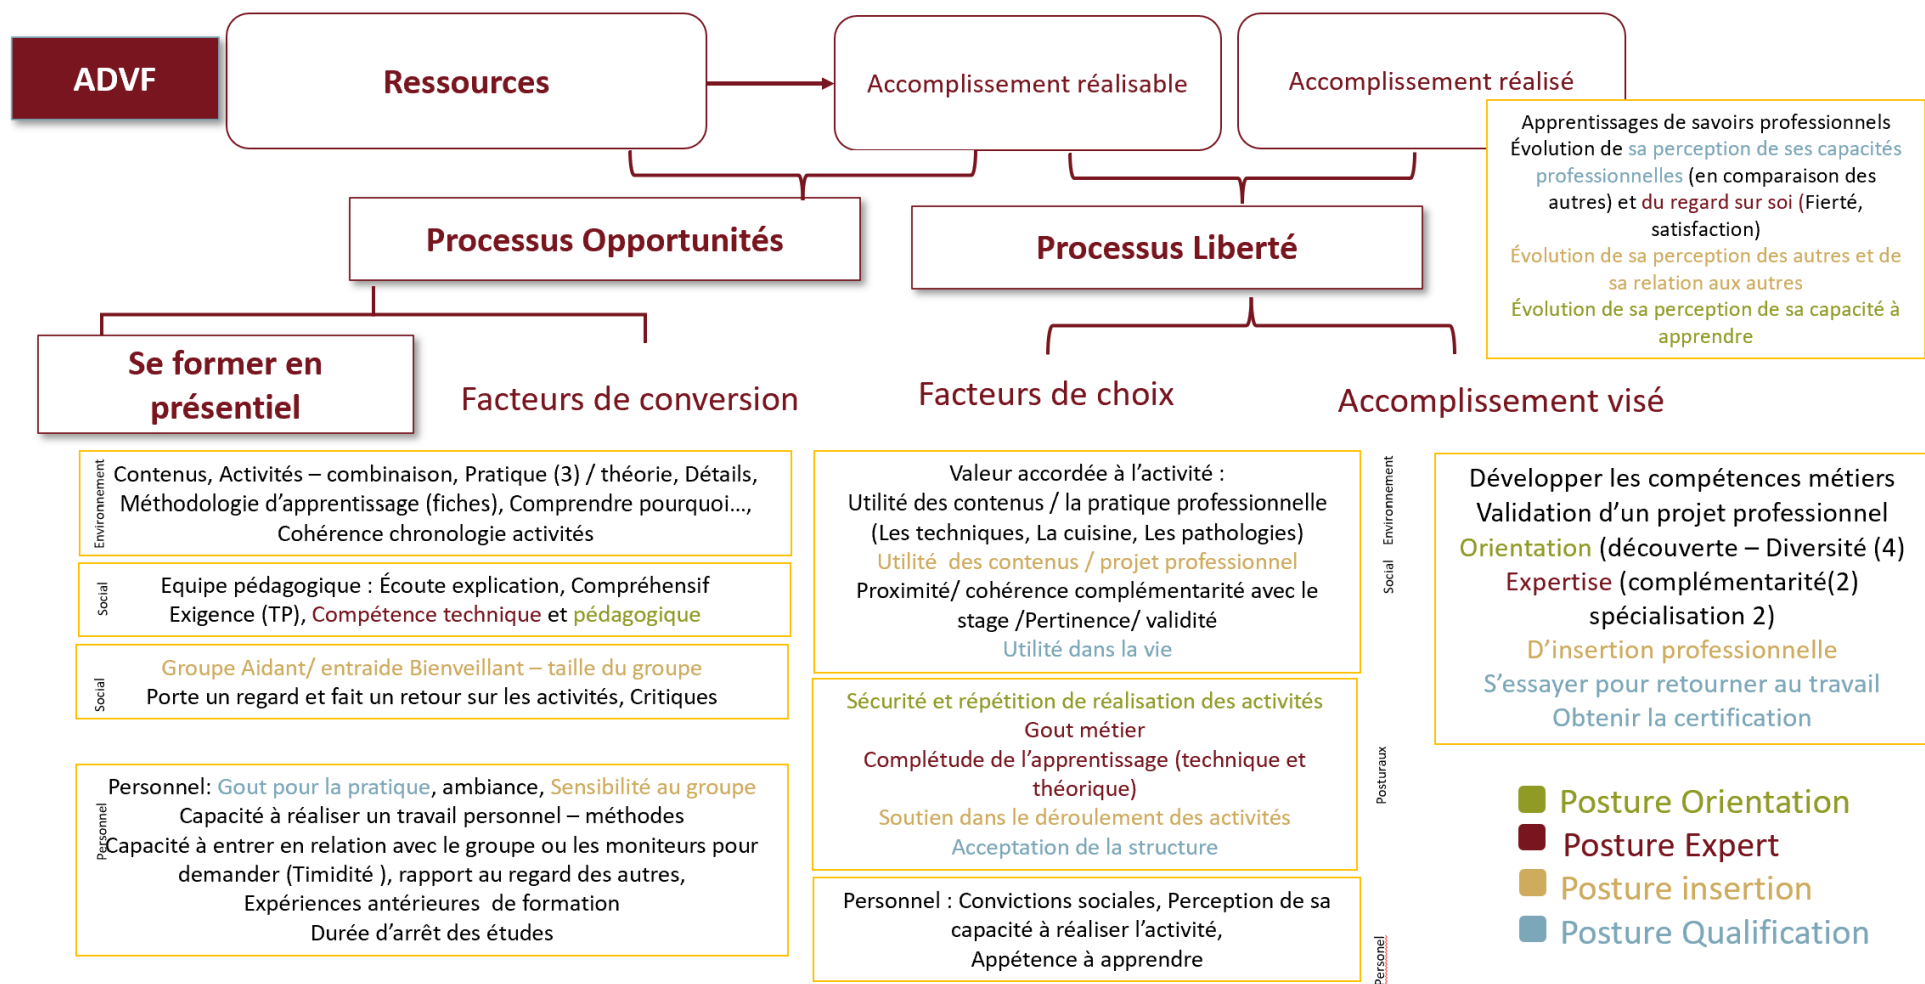 ADVF
Ressources
Accomplissement réalisable
Accomplissement réalisé
Apprentissages de savoirs professionnels
Évolution de sa perception de ses capacités
professionnelles (en comparaison des
autres) et du regard sur soi (Fierté,
satisfaction)
Évolution de sa perception des autres et de
sa relation aux autres
Évolution de sa perception de sa capacité à
apprendre
Processus Opportunités
Processus Liberté
Se former en
présentiel
Facteurs de conversion
Facteurs de choix
Accomplissement visé
Environnement
Contenus, Activités – combinaison, Pratique (3) / théorie, Détails,
Méthodologie d’apprentissage (fiches), Comprendre pourquoi…,
Cohérence chronologie activités
Social
Equipe pédagogique : Écoute explication, Compréhensif
Exigence (TP), Compétence technique et pédagogique
Social
Groupe Aidant/ entraide Bienveillant – taille du groupe
Porte un regard et fait un retour sur les activités, Critiques
Personnel
Personnel: Gout pour la pratique, ambiance, Sensibilité au groupe
Capacité à réaliser un travail personnel – méthodes
Capacité à entrer en relation avec le groupe ou les moniteurs pour
demander (Timidité ), rapport au regard des autres,
Expériences antérieures de formation
Durée d’arrêt des études
Valeur accordée à l’activité :
Utilité des contenus / la pratique professionnelle
(Les techniques, La cuisine, Les pathologies)
Utilité des contenus / projet professionnel
Proximité/ cohérence complémentarité avec le
stage /Pertinence/ validité
Utilité dans la vie
Social Environnement
Sécurité et répétition de réalisation des activités
Gout métier
Complétude de l’apprentissage (technique et
théorique)
Soutien dans le déroulement des activités
Acceptation de la structure
Posturaux
Personnel : Convictions sociales, Perception de sa
capacité à réaliser l’activité,
Appétence à apprendre
Personnel
Développer les compétences métiers
Validation d’un projet professionnel
Orientation (découverte – Diversité (4)
Expertise (complémentarité(2)
spécialisation 2)
D’insertion professionnelle
S’essayer pour retourner au travail
Obtenir la certification
Posture Orientation
Posture Expert
Posture insertion
Posture Qualification